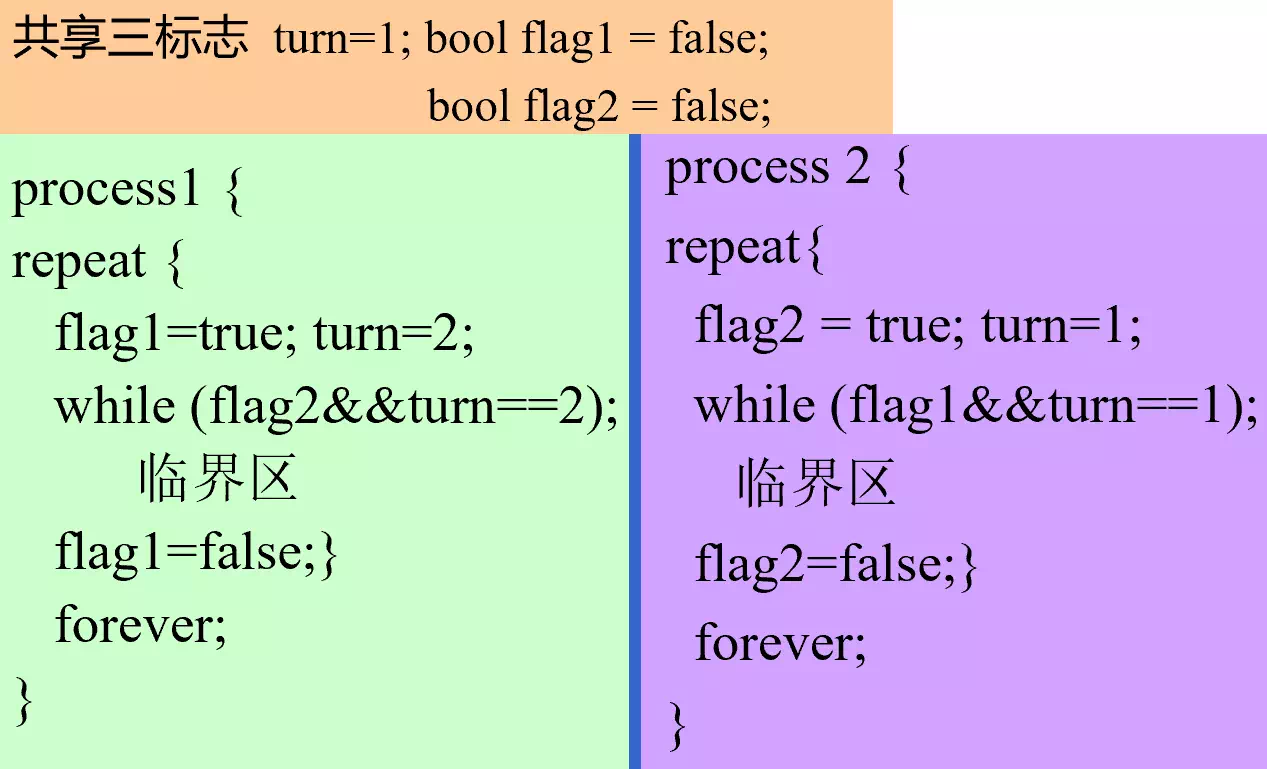 共享三标志 turn=1; bool flag1 = false;
bool flag2 = false;
process1 {
repeat {
flag1=true; turn=2;
while (flag2&&turn==2);
临界区
flag1=false;}
forever;
}
process 2 {
repeat{
flag2 = true; turn=1;
while (flag1&&turn==1);
临界区
flag2=false;}
forever;
}